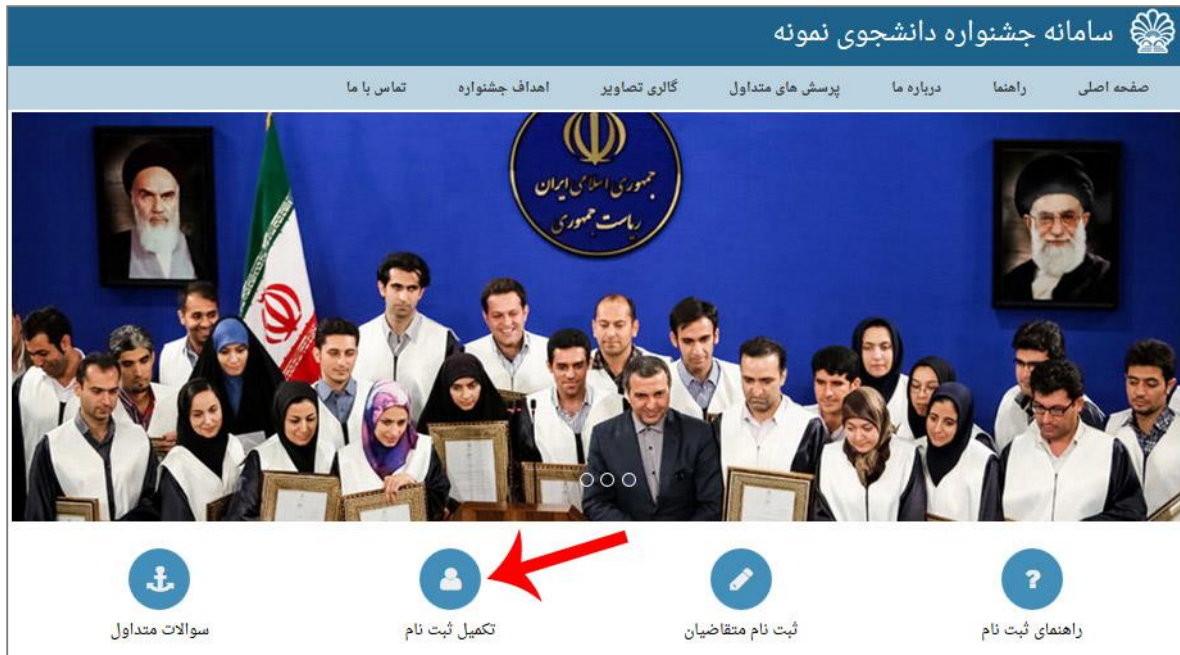 سامانه جشنواره دانشجوی نمونه
صفحه اصلی راهنما درباره ما پرسش های متداول گالری تصاویر اهداف جشنواره تماس با ما
جمهوری اسلامی ایران
ریاست جمهوری
راهنمای ثبت نام ثبت نام متقاضیان تکمیل ثبت نام سوالات متداول